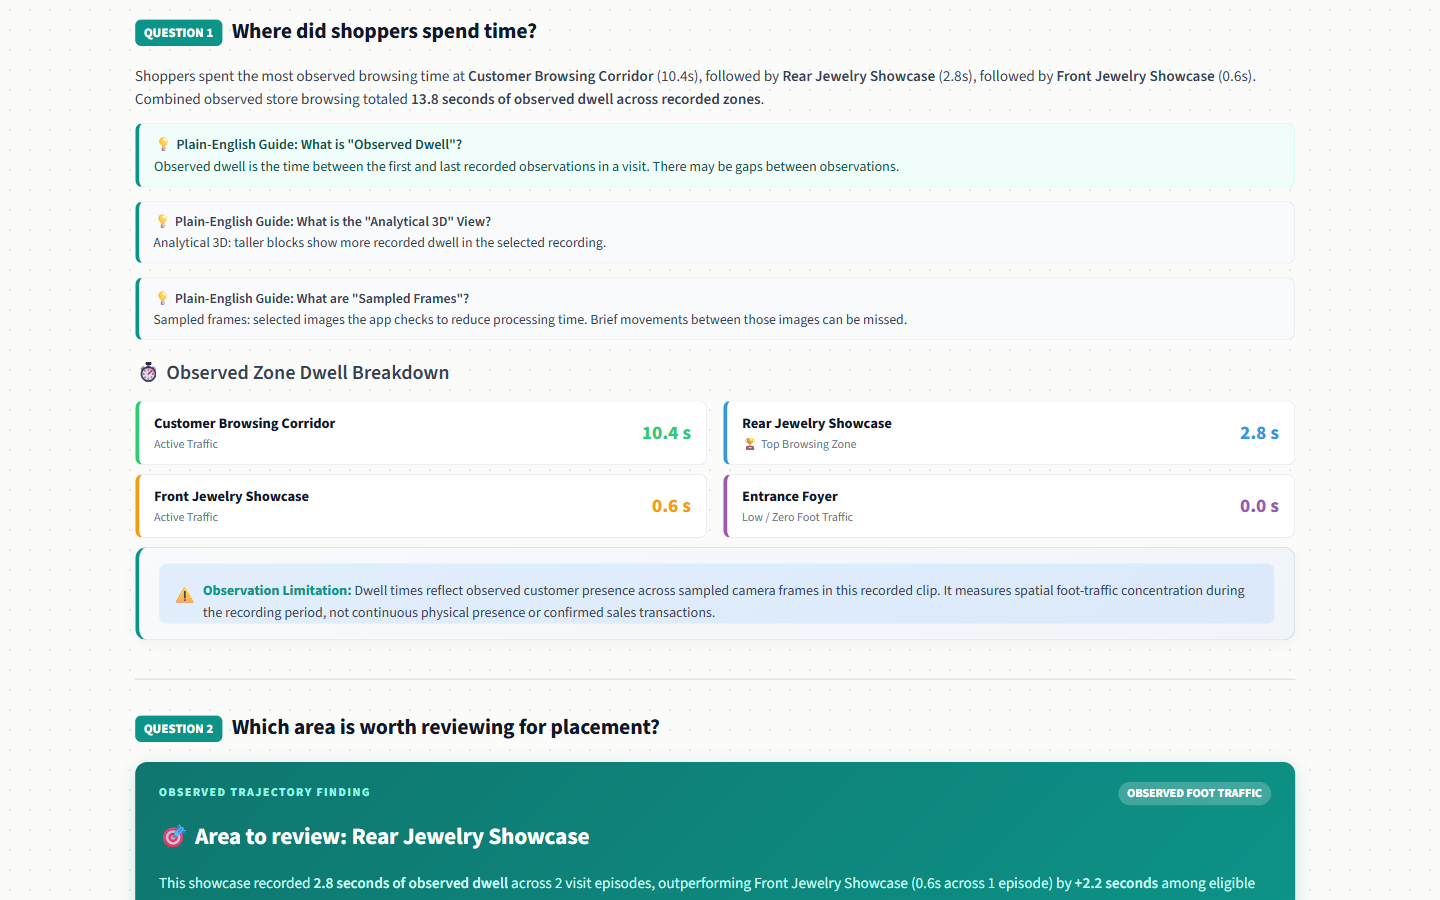 QUESTION 1 Where did shoppers spend time?
Shoppers spent the most observed browsing time at Customer Browsing Corridor (10.4s), followed by Rear Jewelry Showcase (2.8s), followed by Front Jewelry Showcase (0.6s).
Combined observed store browsing totaled 13.8 seconds of observed dwell across recorded zones.
Plain-English Guide: What is "Observed Dwell"?
Observed dwell is the time between the first and last recorded observations in a visit. There may be gaps between observations.
Plain-English Guide: What is the "Analytical 3D" View?
Analytical 3D: taller blocks show more recorded dwell in the selected recording.
Plain-English Guide: What are "Sampled Frames"?
Sampled frames: selected images the app checks to reduce processing time. Brief movements between those images can be missed.
Observed Zone Dwell Breakdown
Customer Browsing Corridor
Active Traffic
10.4 s
Rear Jewelry Showcase
Top Browsing Zone
2.8 s
Front Jewelry Showcase
Active Traffic
0.6 s
Entrance Foyer
Low / Zero Foot Traffic
0.0 s
Observation Limitation: Dwell times reflect observed customer presence across sampled camera frames in this recorded clip. It measures spatial foot-traffic concentration during
the recording period, not continuous physical presence or confirmed sales transactions.
QUESTION 2 Which area is worth reviewing for placement?
OBSERVED TRAJECTORY FINDING
OBSERVED FOOT TRAFFIC
Area to review: Rear Jewelry Showcase
This showcase recorded 2.8 seconds of observed dwell across 2 visit episodes, outperforming Front Jewelry Showcase (0.6s across 1 episode) by +2.2 seconds among eligible